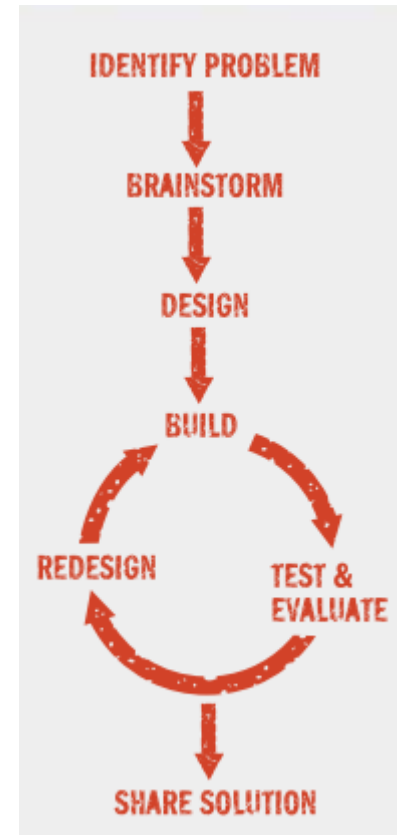 IDENTIFY PROBLEM
BRAINSTORM
DESIGN
BUILD
REDESIGN
TEST &
EVALUATE
SHARE SOLUTION